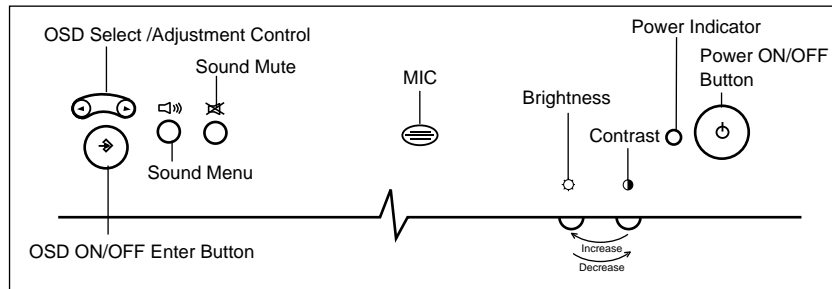 OSD Select /Adjustment Control
Sound Mute
MIC
Power Indicator
Power ON/OFF
Button
Brightness
Contrast
Sound Menu
OSD ON/OFF Enter Button
Increase
Decrease